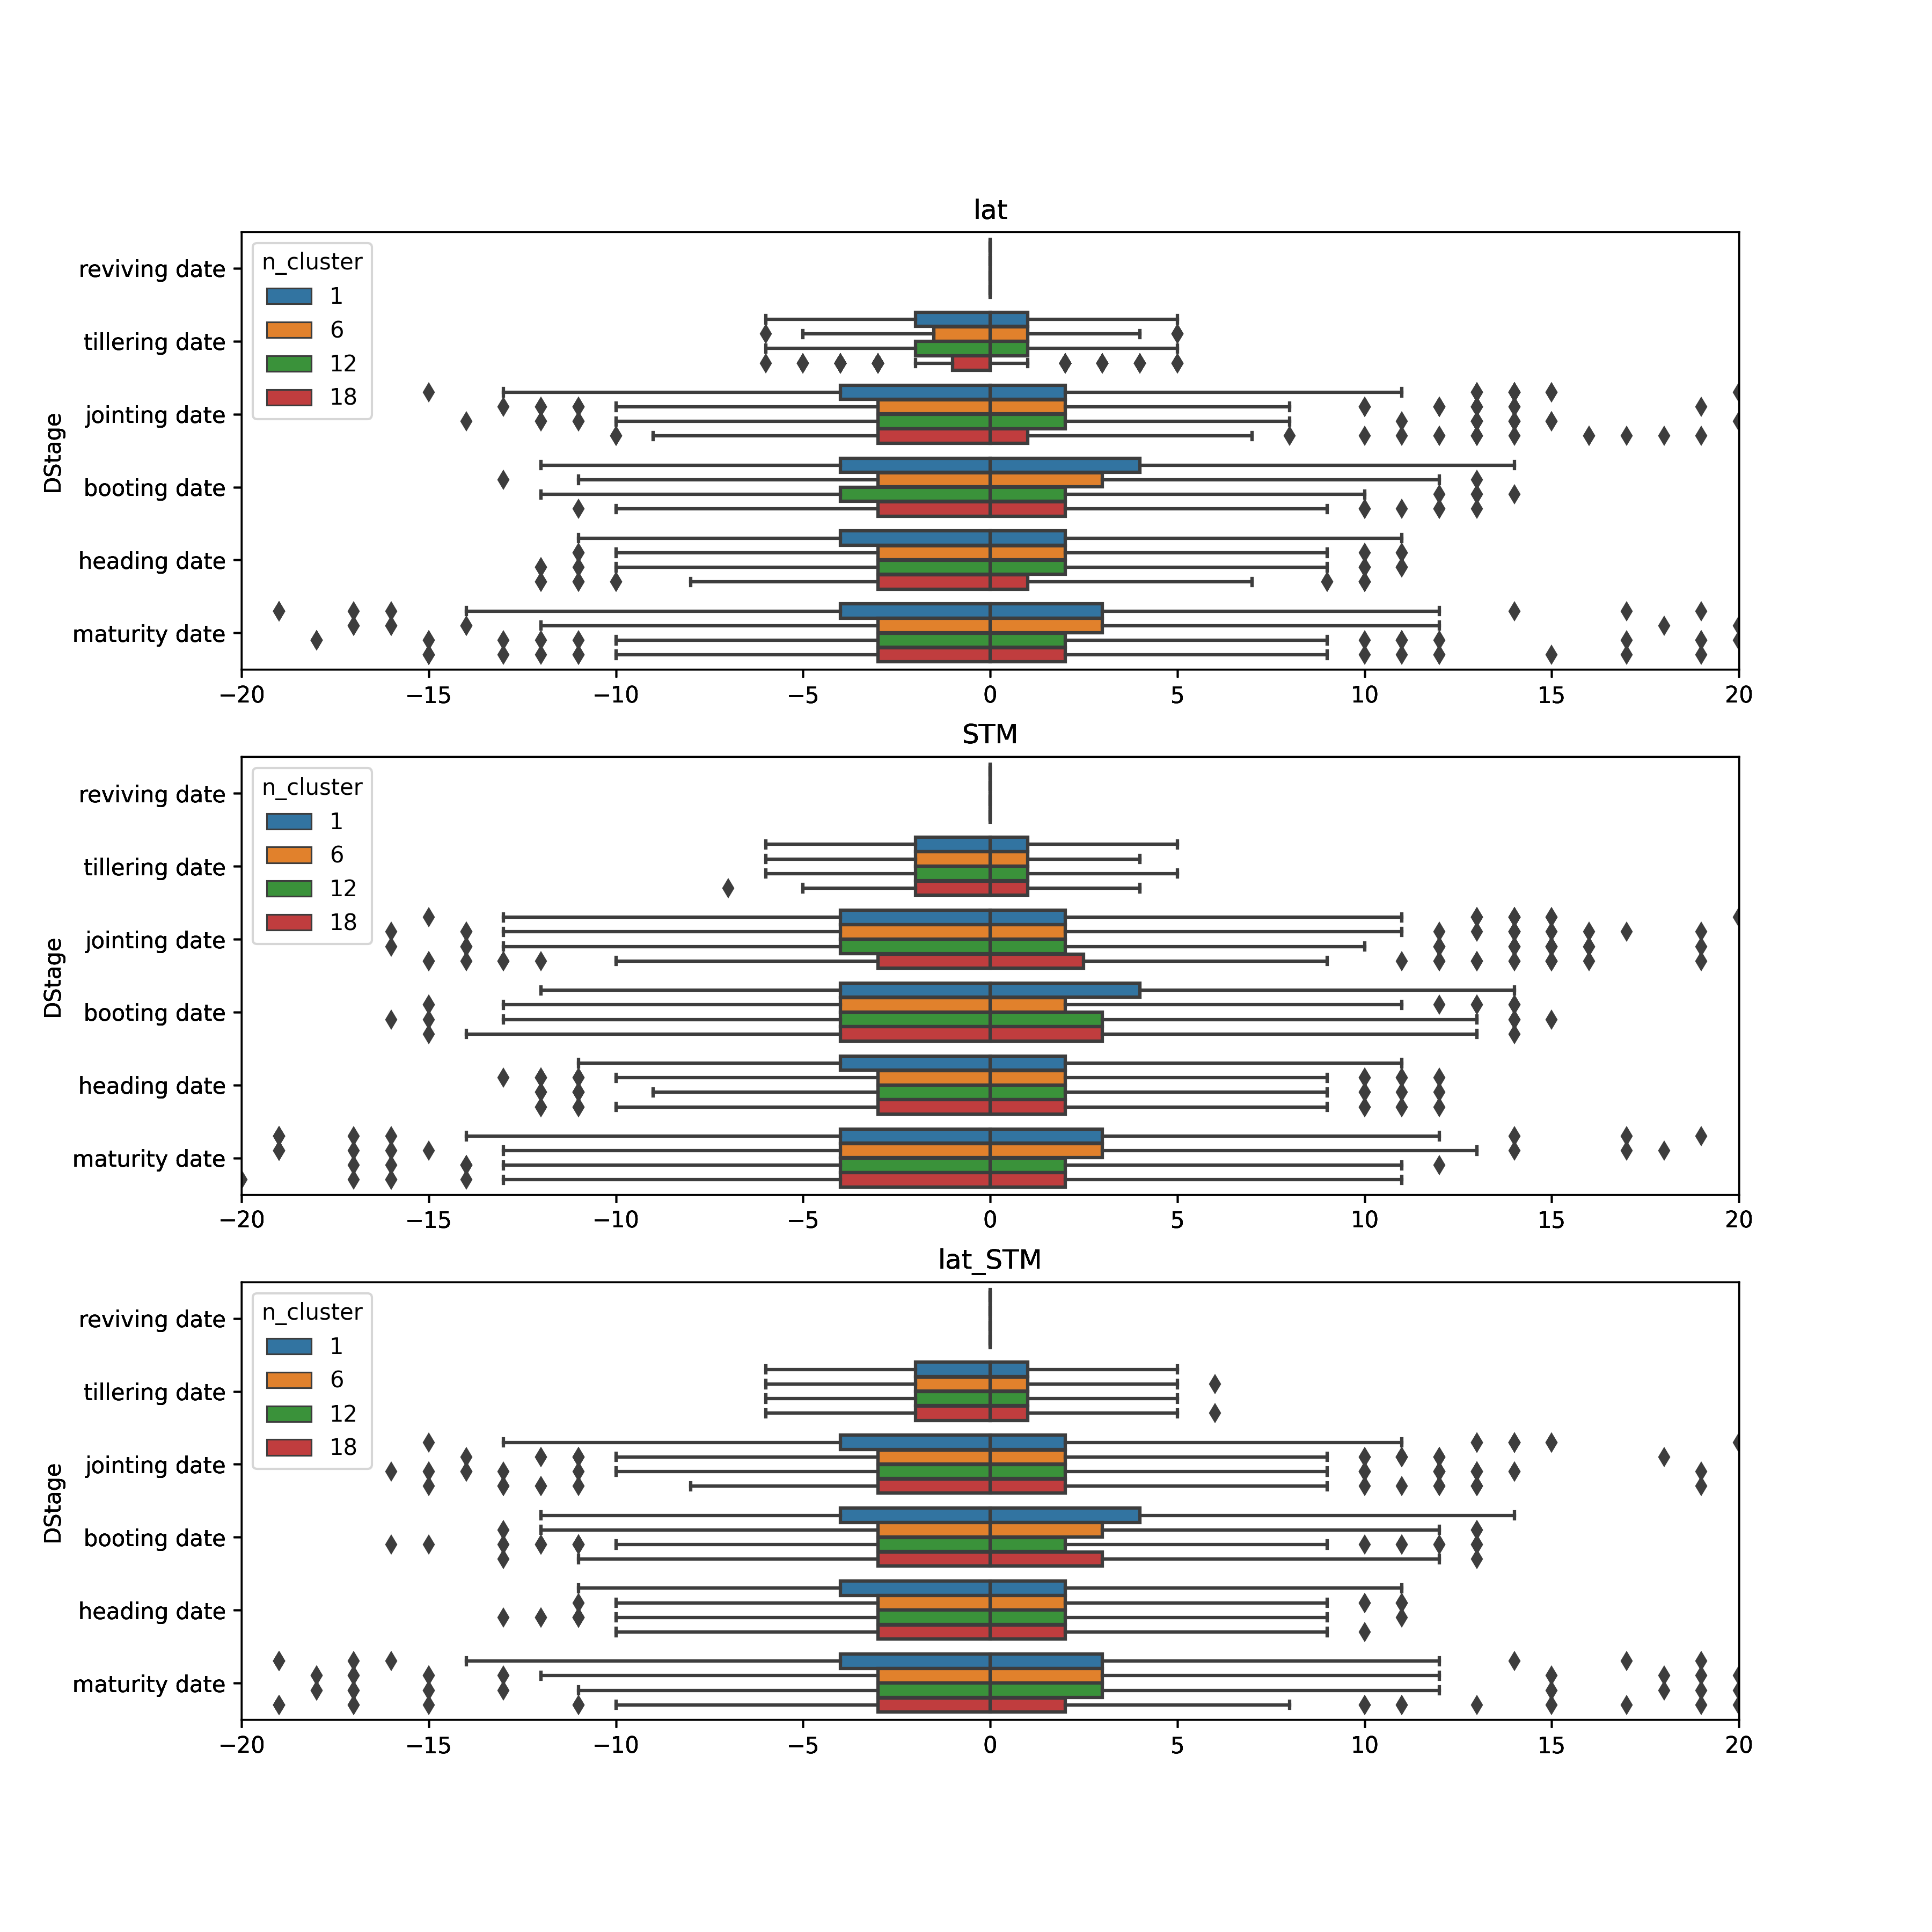 lat
n_cluster
1
6
12
18
DStage
reviving date
tillering date
jointing date
booting date
heading date
maturity date
−20 −15 −10 −5 0 5 10 15 20
STM
n_cluster
1
6
12
18
DStage
reviving date
tillering date
jointing date
booting date
heading date
maturity date
−20 −15 −10 −5 0 5 10 15 20
lat_STM
n_cluster
1
6
12
18
DStage
reviving date
tillering date
jointing date
booting date
heading date
maturity date
−20 −15 −10 −5 0 5 10 15 20